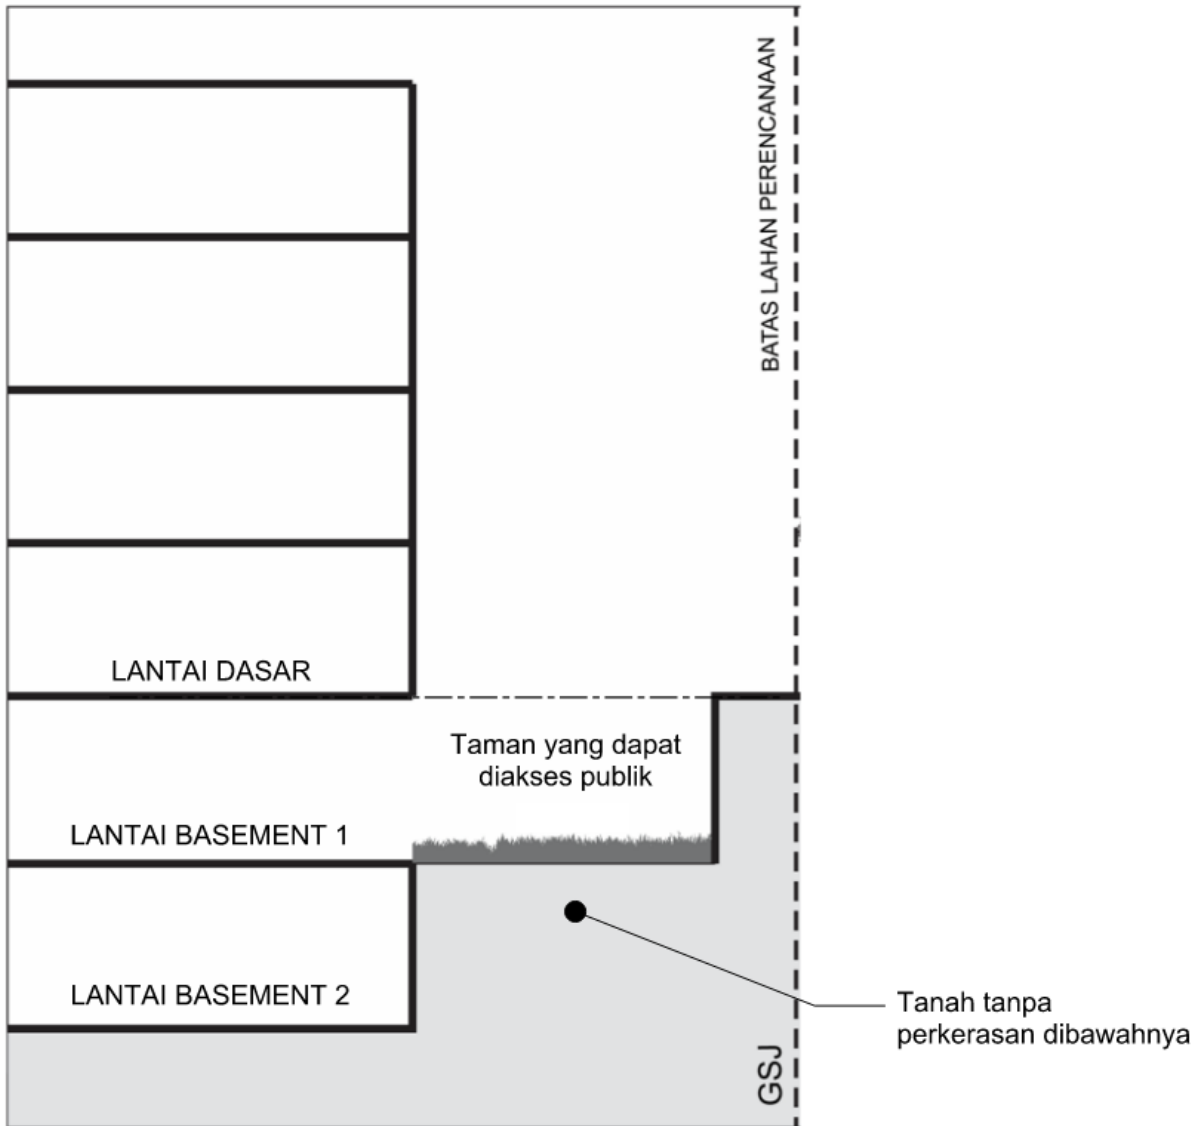 BATAS LAHAN PERENCANAAN
LANTAI DASAR
Taman yang dapat
diakses publik
LANTAI BASEMENT 1
LANTAI BASEMENT 2
Tanah tanpa
perkerasan dibawahnya
GSJ